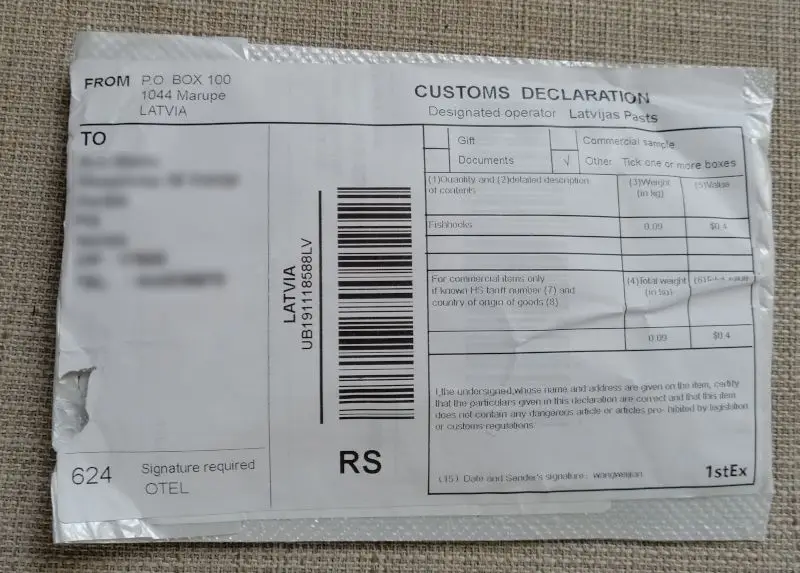 FROM P.O. BOX 100
1044 Marupe
LATVIA
CUSTOMS DECLARATION
Designated operator Latvijas Pasts
TO
Gift
Commercial sample
Documents
√
Other Tick one or more boxes
(1)Quantity and (2)detailed description
of contents
(3)Weight
(in kg)
(5)Value
Fishhooks
0.09
$0.4
For commercial items only
if known HS tariff number (7) and
country of origin of goods (8)
(4)Total weight
(in kg)
0.09
$0.4
LATVIA
UB191118588LV
RS
I,the undersigned,whose name and address are given on the item, certify
that the particulars given in this declaration are correct and that this item
does not contain any dangerous article or articles pro- hibited by legislation
or customs regulations
(15) Date and Sender's signature: wangweijian
1stEx
624
Signature required
OTEL